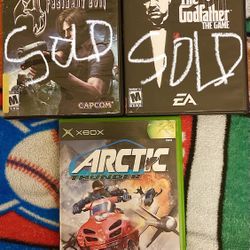 Resident Evil
SOLD
CAPCOM
The
Godfather
THE GAME
SOLD
EA
XBOX
ARCTIC
THUNDER